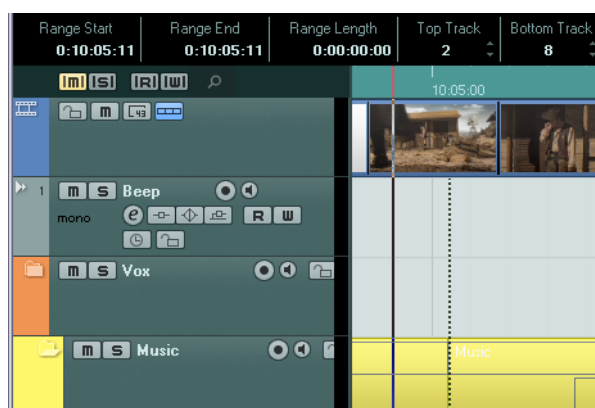 Range Start Range End Range Length Top Track Bottom Track
0:10:05:11 0:10:05:11 0:00:00:00 2 8
m S R W
10:05:00
m 43
1 m S Beep
mono e R W
m S Vox
m S Music
Music